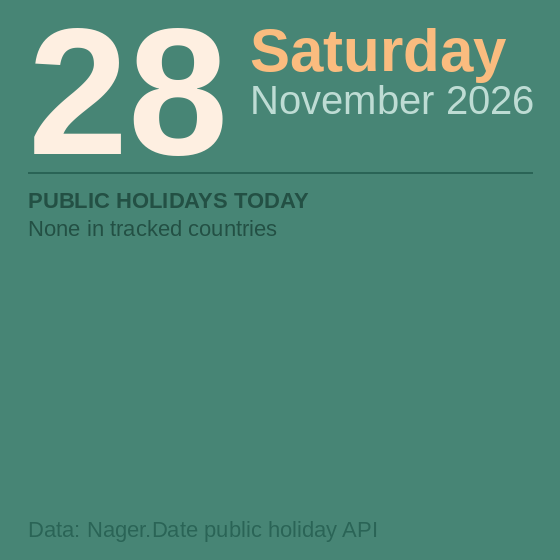 28
Saturday
November 2026
PUBLIC HOLIDAYS TODAY
None in tracked countries
Data: Nager.Date public holiday API